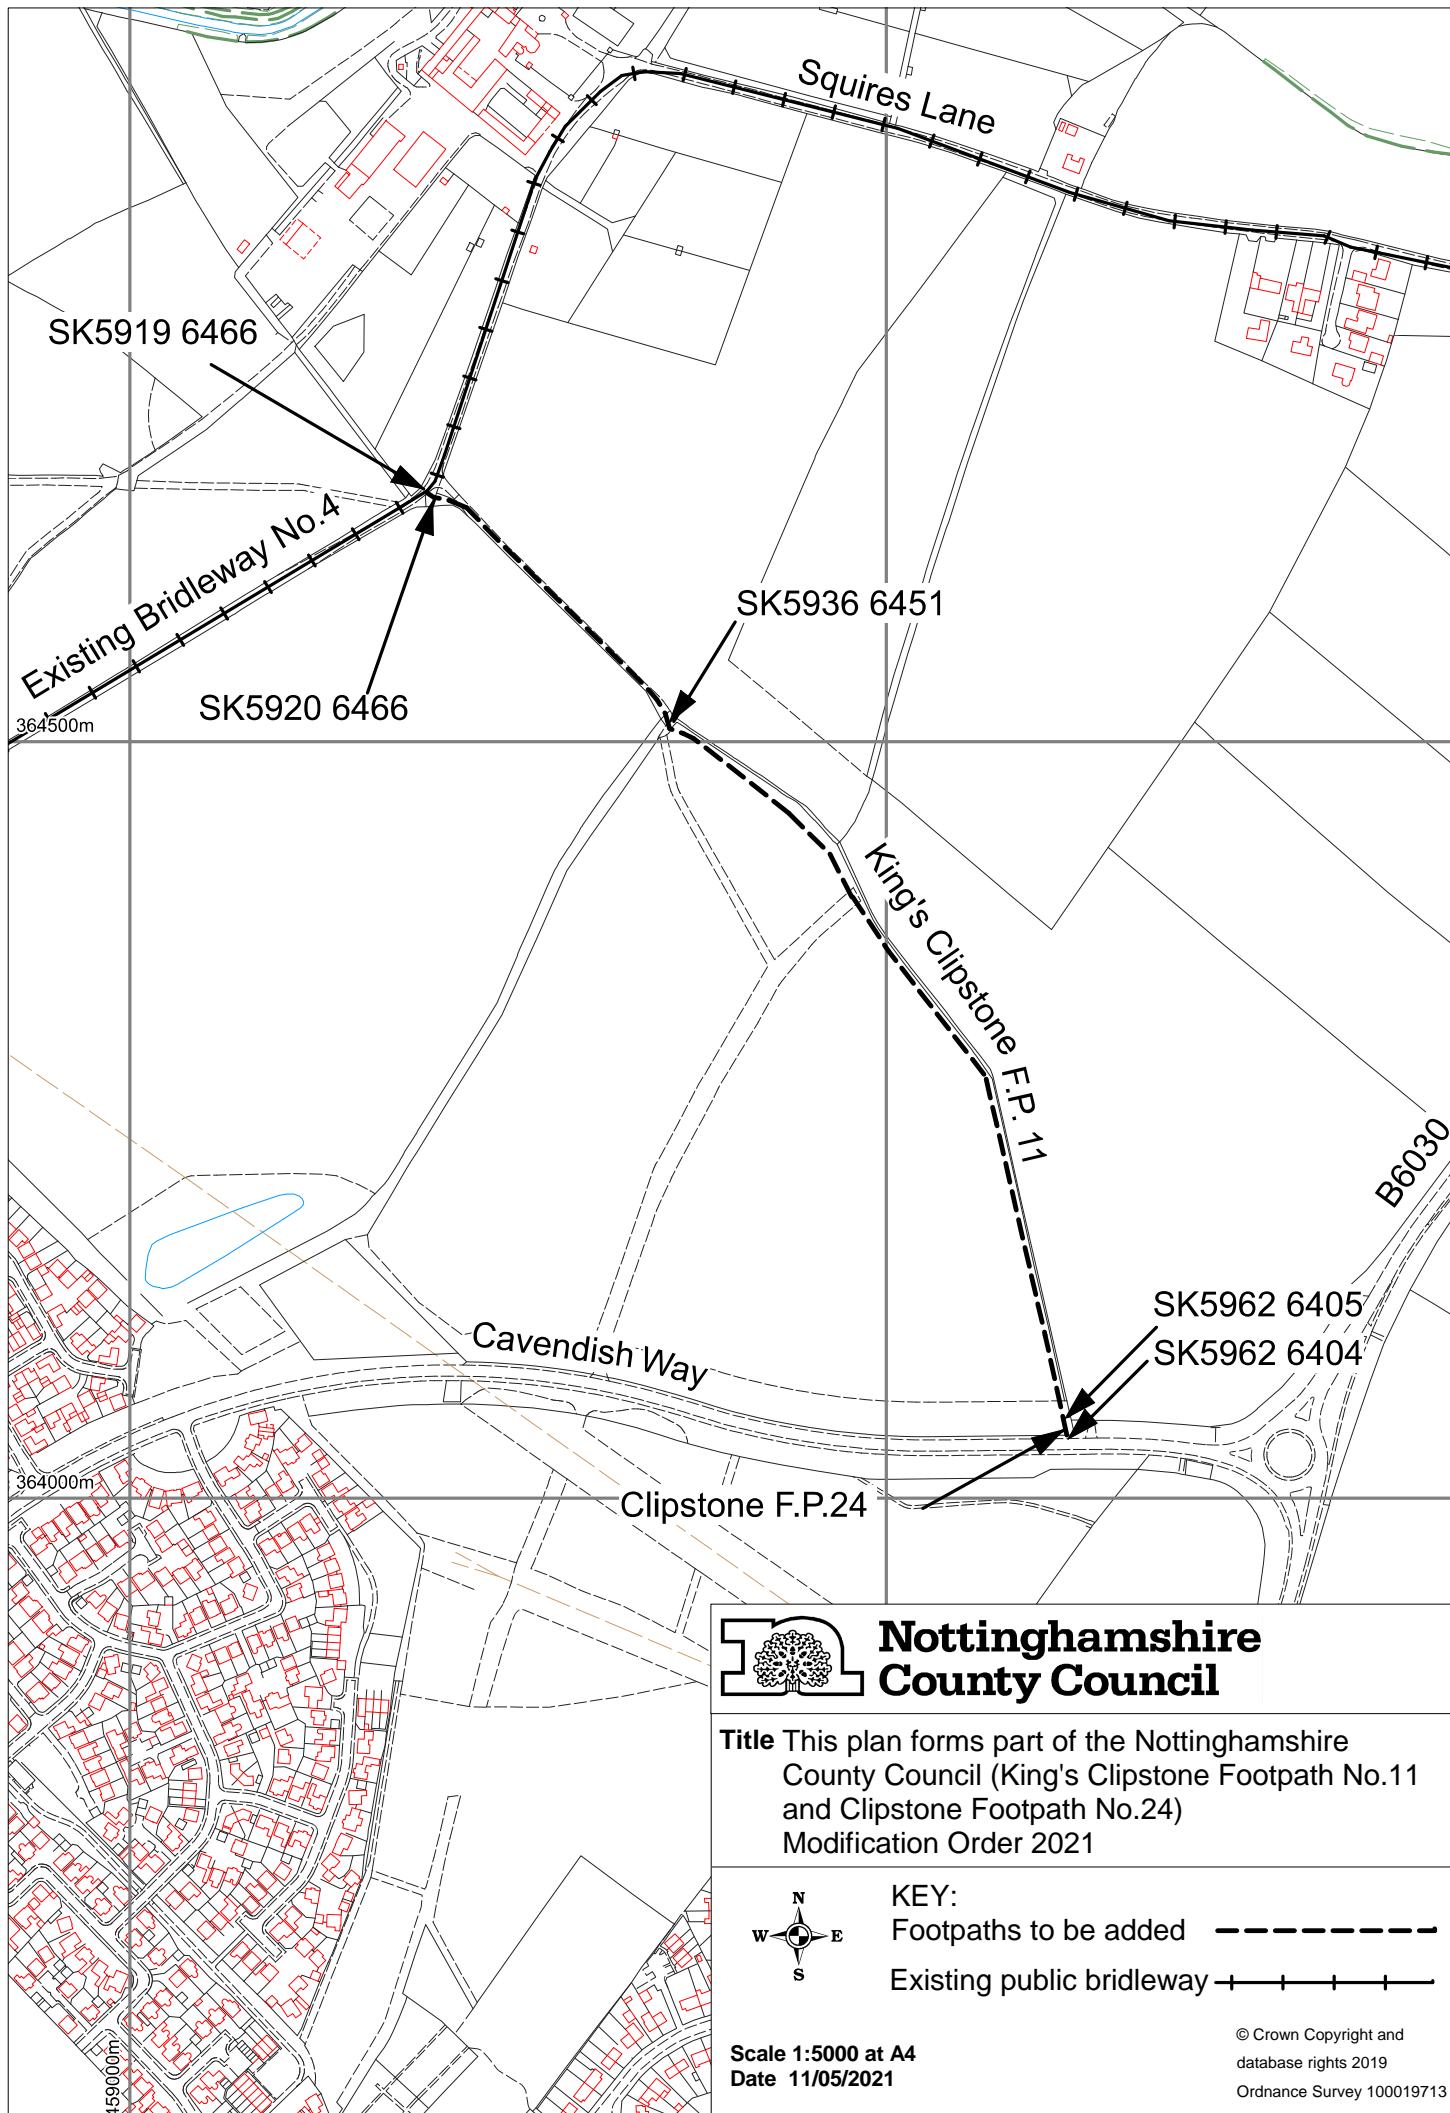 Squires Lane
SK5919 6466
Existing Bridleway No.4
SK5936 6451
SK5920 6466
364500m
King's Clipstone F.P. 11
B6030
SK5962 6405
SK5962 6404
Cavendish Way
364000m
Clipstone F.P.24
459000m
Nottinghamshire
County Council
Title This plan forms part of the Nottinghamshire
County Council (King's Clipstone Footpath No.11
and Clipstone Footpath No.24)
Modification Order 2021
N
W E
S
KEY:
Footpaths to be added
Existing public bridleway
Scale 1:5000 at A4
Date 11/05/2021
© Crown Copyright and
database rights 2019
Ordnance Survey 100019713